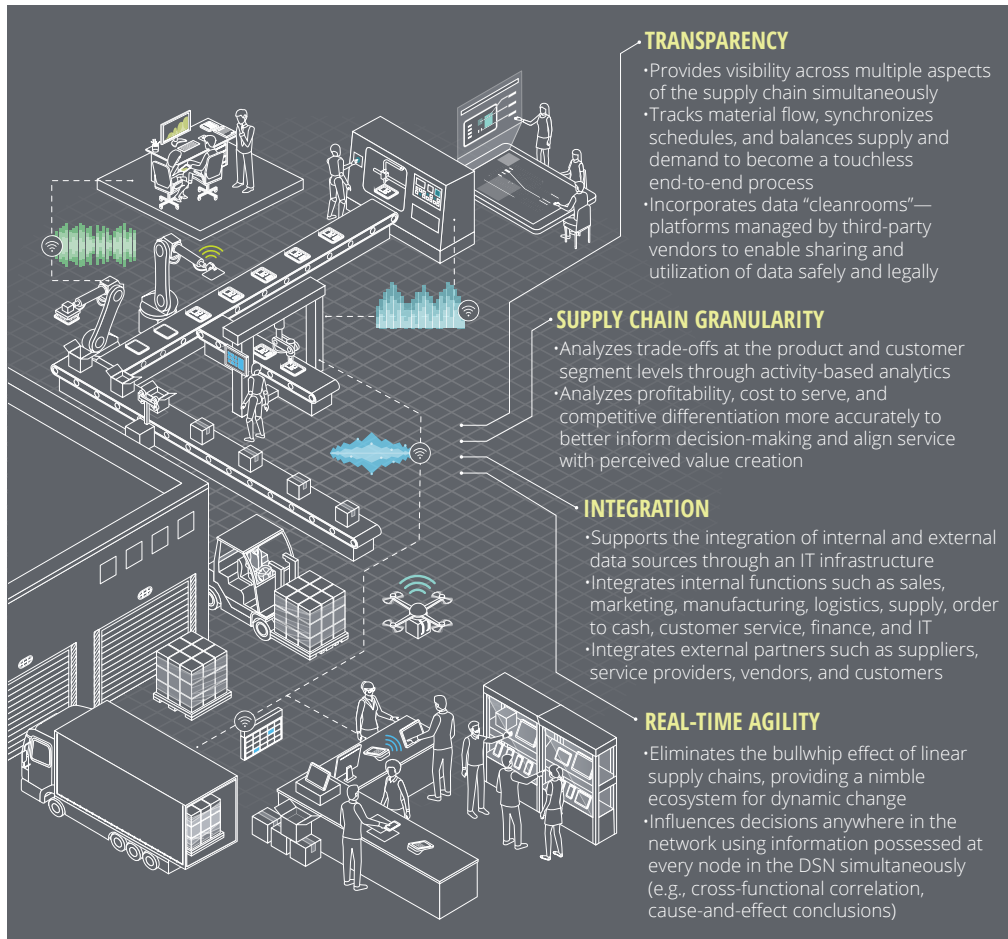 TRANSPARENCY
•Provides visibility across multiple aspects
of the supply chain simultaneously
•Tracks material flow, synchronizes
schedules, and balances supply and
demand to become a touchless
end-to-end process
•Incorporates data “cleanrooms”—
platforms managed by third-party
vendors to enable sharing and
utilization of data safely and legally
SUPPLY CHAIN GRANULARITY
•Analyzes trade-offs at the product and customer
segment levels through activity-based analytics
•Analyzes profitability, cost to serve, and
competitive differentiation more accurately to
better inform decision-making and align service
with perceived value creation
INTEGRATION
•Supports the integration of internal and external
data sources through an IT infrastructure
•Integrates internal functions such as sales,
marketing, manufacturing, logistics, supply, order
to cash, customer service, finance, and IT
•Integrates external partners such as suppliers,
service providers, vendors, and customers
REAL-TIME AGILITY
•Eliminates the bullwhip effect of linear
supply chains, providing a nimble
ecosystem for dynamic change
•Influences decisions anywhere in the
network using information possessed at
every node in the DSN simultaneously
(e.g., cross-functional correlation,
cause-and-effect conclusions)